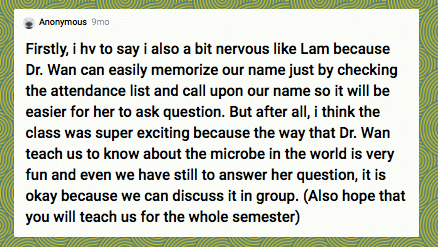 Anonymous 9mo
Firstly, i hv to say i also a bit nervous like Lam because
Dr. Wan can easily memorize our name just by checking
the attendance list and call upon our name so it will be
easier for her to ask question. But after all, i think the
class was super exciting because the way that Dr. Wan
teach us to know about the microbe in the world is very
fun and even we have still to answer her question, it is
okay because we can discuss it in group. (Also hope that
you will teach us for the whole semester)